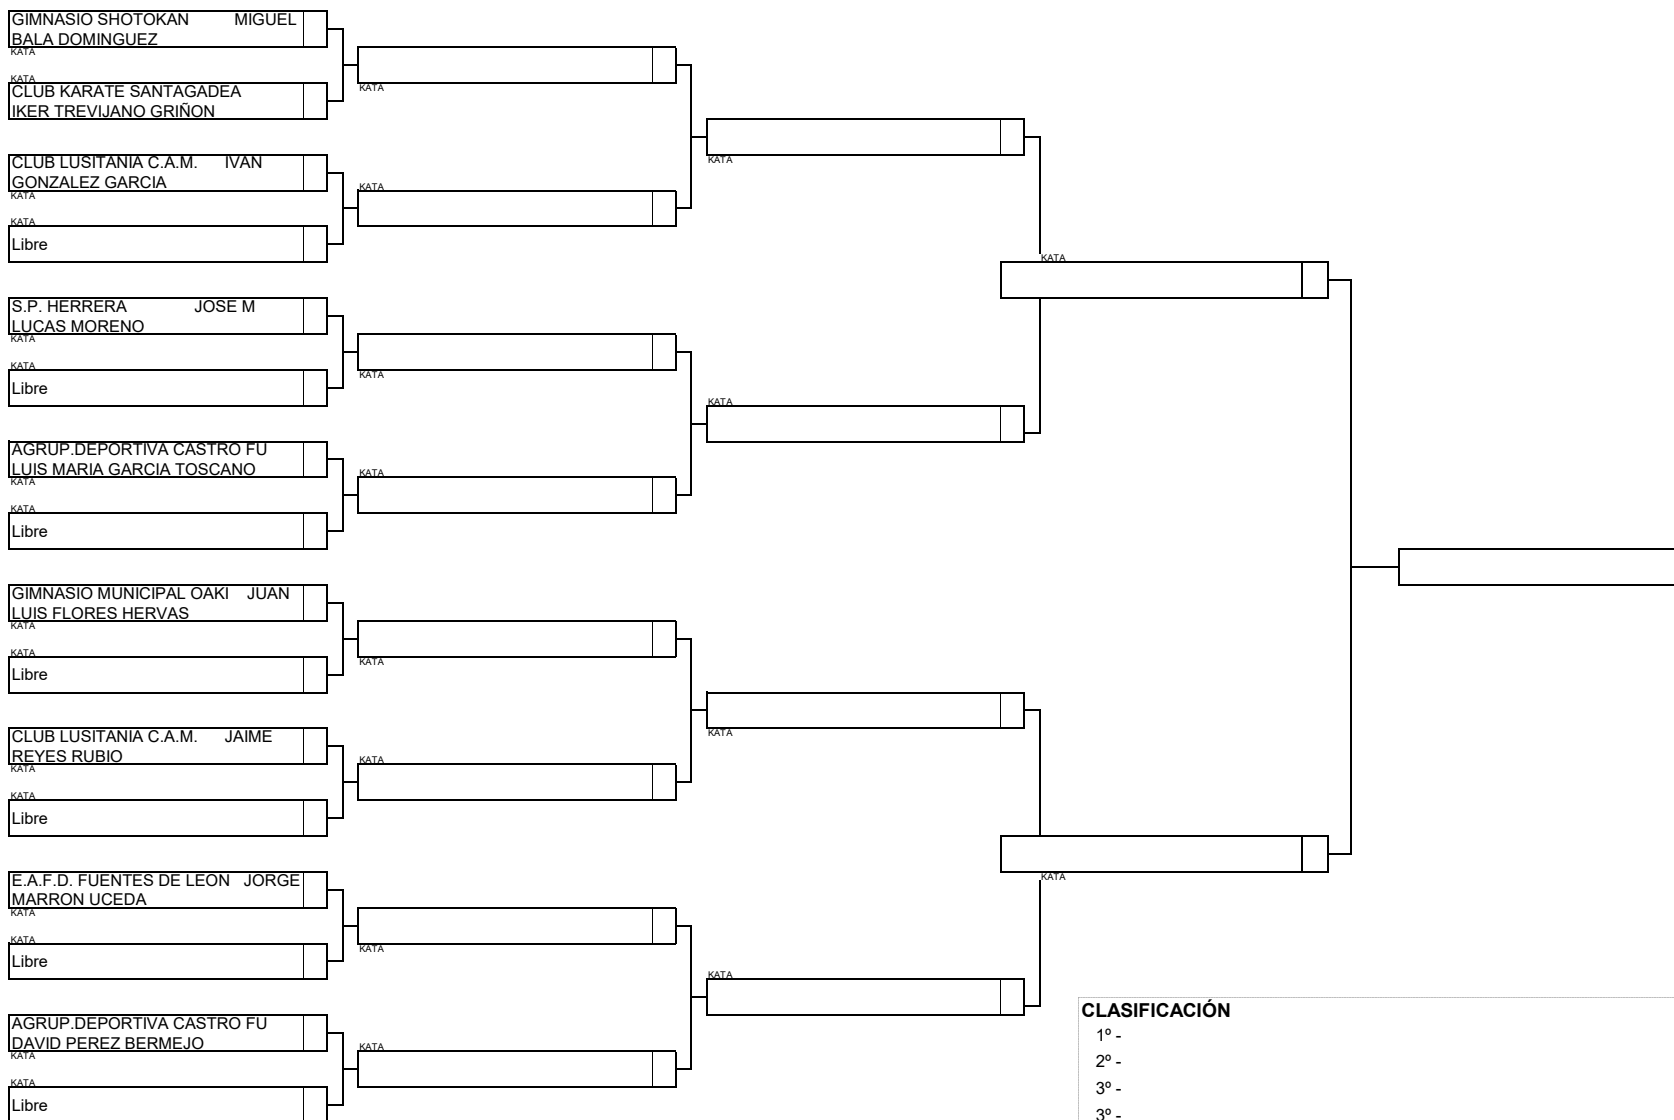 GIMNASIO SHOTOKAN MIGUEL
BALA DOMINGUEZ
KATA
KATA
CLUB KARATE SANTAGADEA
IKER TREVIJANO GRIÑON
CLUB LUSITANIA C.A.M. IVAN
GONZALEZ GARCIA
KATA
KATA
Libre
S.P. HERRERA JOSE M
LUCAS MORENO
KATA
KATA
Libre
AGRUP.DEPORTIVA CASTRO FU
LUIS MARIA GARCIA TOSCANO
KATA
KATA
Libre
GIMNASIO MUNICIPAL OAKI JUAN
LUIS FLORES HERVAS
KATA
KATA
Libre
CLUB LUSITANIA C.A.M. JAIME
REYES RUBIO
KATA
KATA
Libre
E.A.F.D. FUENTES DE LEON JORGE
MARRON UCEDA
KATA
KATA
Libre
AGRUP.DEPORTIVA CASTRO FU
DAVID PEREZ BERMEJO
KATA
KATA
Libre
KATA
KATA
KATA
KATA
KATA
KATA
KATA
KATA
KATA
KATA
KATA
KATA
KATA
KATA
CLASIFICACIÓN
1º -
2º -
3º -
3º -